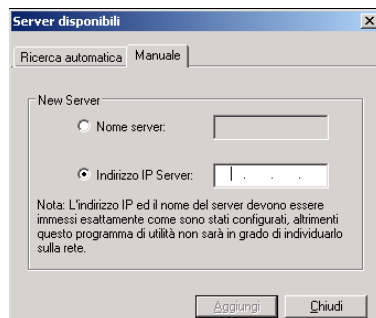 Server disponibili
Ricerca automatica Manuale
New Server
Nome server:
Indirizzo IP Server: . . .
Nota: L'indirizzo IP ed il nome del server devono essere
immessi esattamente come sono stati configurati, altrimenti
questo programma di utilità non sarà in grado di individuarlo
sulla rete.
Aggiungi Chiudi